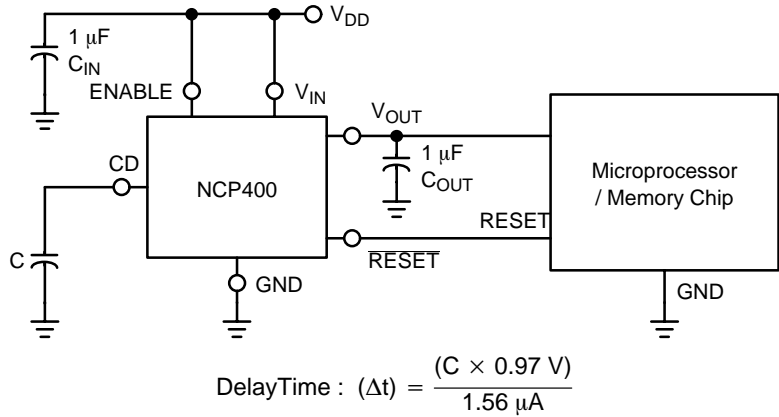 V_DD
1 μF
C_IN
ENABLE
V_IN
V_OUT
CD
1 μF
C_OUT
NCP400
Microprocessor
/ Memory Chip
RESET
R̅E̅S̅E̅T̅
C
GND
GND
DelayTime : (Δt) = (C × 0.97 V) / 1.56 μA